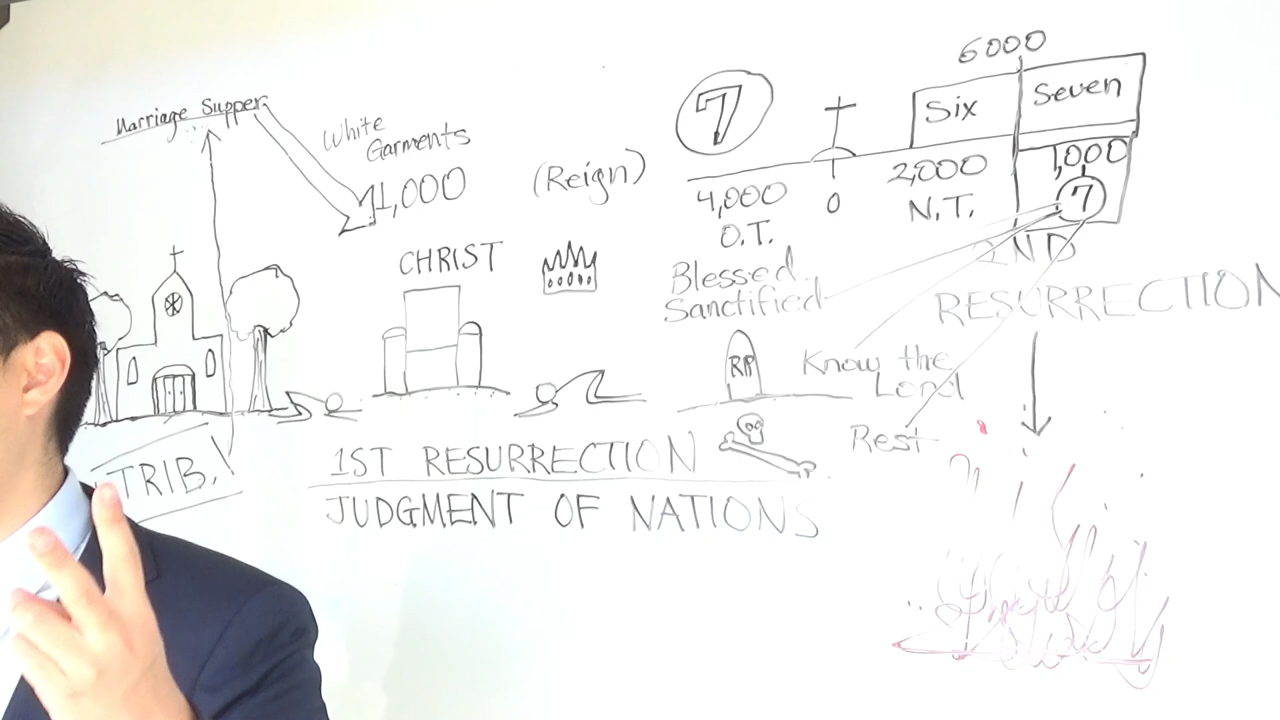 Marriage Supper
White
Garments
1,000
(Reign)
CHRIST
TRIB.!
1ST RESURRECTION
JUDGMENT OF NATIONS
7
6000
Six
Seven
4,000
O.T.
0
2,000
N.T.
1,000
7
2ND
RESURRECTION
Blessed
Sanctified
RIP
Know the
Lord
Rest